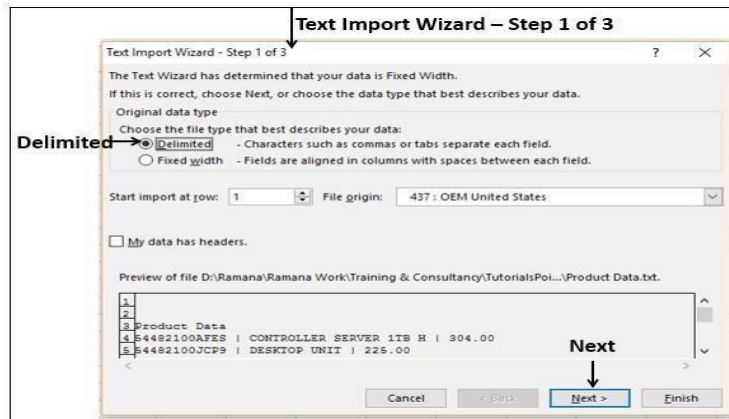 Text Import Wizard – Step 1 of 3
Text Import Wizard - Step 1 of 3 ? ×
The Text Wizard has determined that your data is Fixed Width.
If this is correct, choose Next, or choose the data type that best describes your data.
Original data type
Choose the file type that best describes your data:
Delimited
Delimited - Characters such as commas or tabs separate each field.
Fixed width - Fields are aligned in columns with spaces between each field.
Start import at row: 1 File origin: 437 : OEM United States
My data has headers.
Preview of file D:\Ramana\Ramana Work\Training & Consultancy\TutorialsPoi...\Product Data.txt.
1
2
3 Product Data
4 54482100AFES | CONTROLLER SERVER 1TB H | 304.00
5 54482100JCP9 | DESKTOP UNIT | 225.00
Next
Cancel < Back Next > Finish